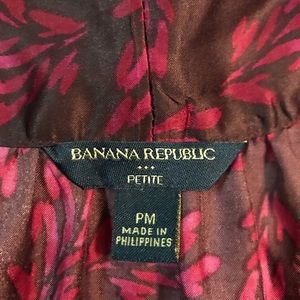 BANANA REPUBLIC
PETITE
PM
MADE IN
PHILIPPINES